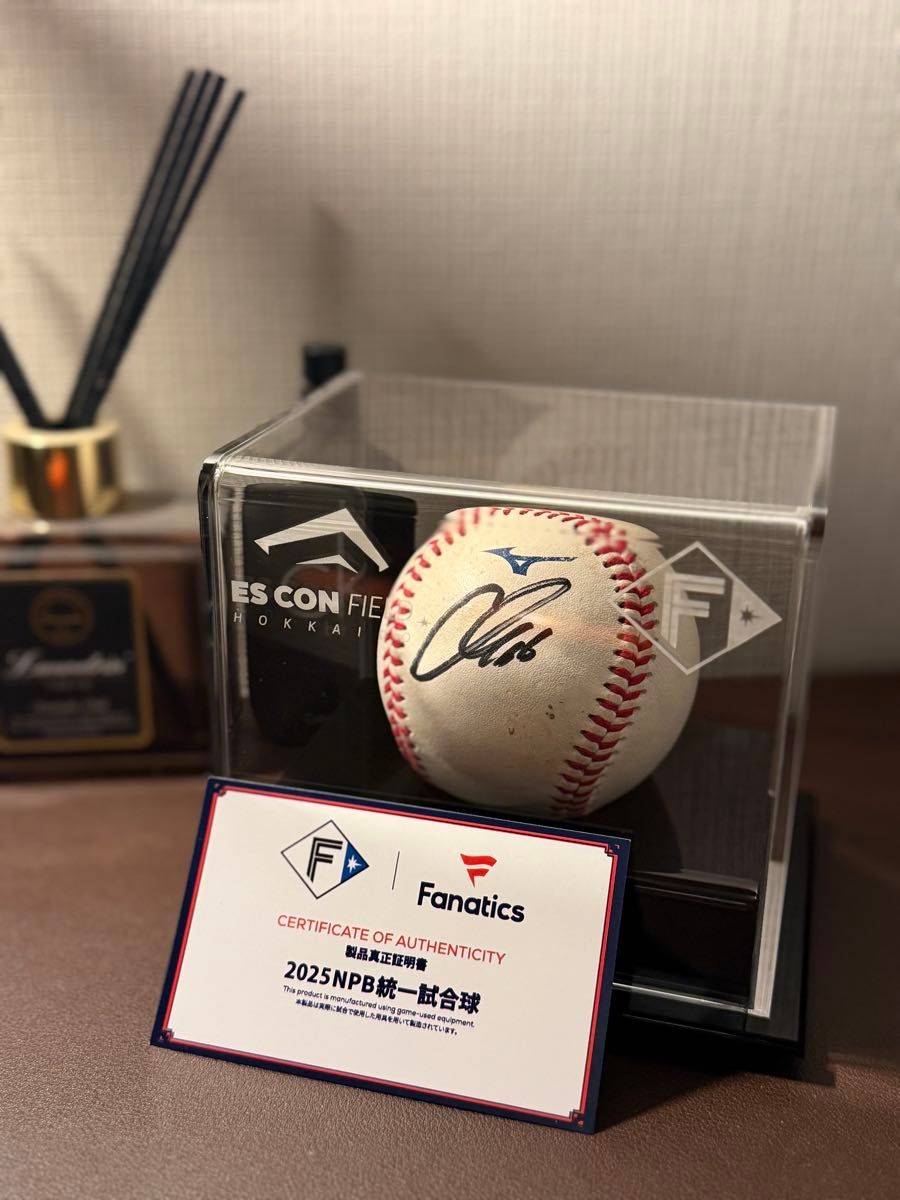 ES CON FIELD
HOKKAIDO
F
F
Fanatics
CERTIFICATE OF AUTHENTICITY
製品真正証明書
2025NPB統一試合球
This product is manufactured using game-used equipment.
本製品は実際に試合で使用した用具を用いて製造されています。